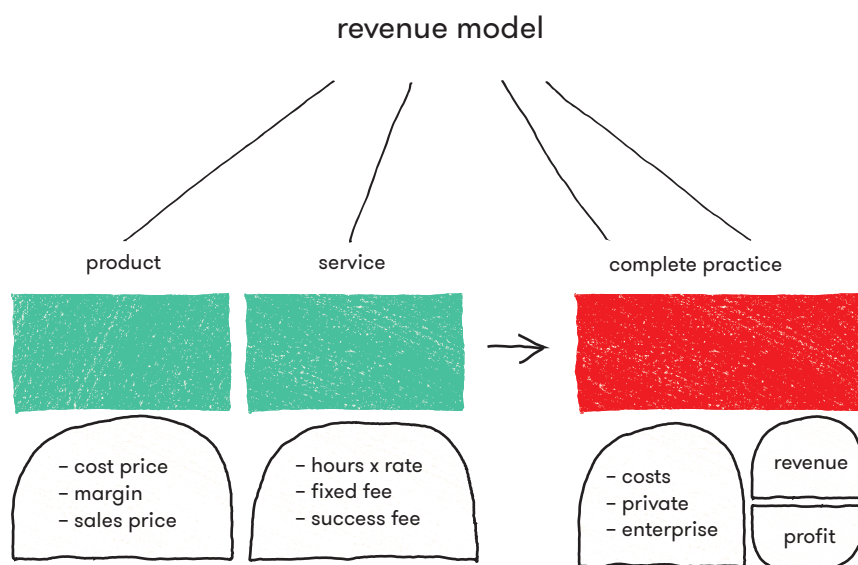 revenue model
product
service
complete practice
– cost price
– margin
– sales price
– hours x rate
– fixed fee
– success fee
– costs
– private
– enterprise
revenue
profit